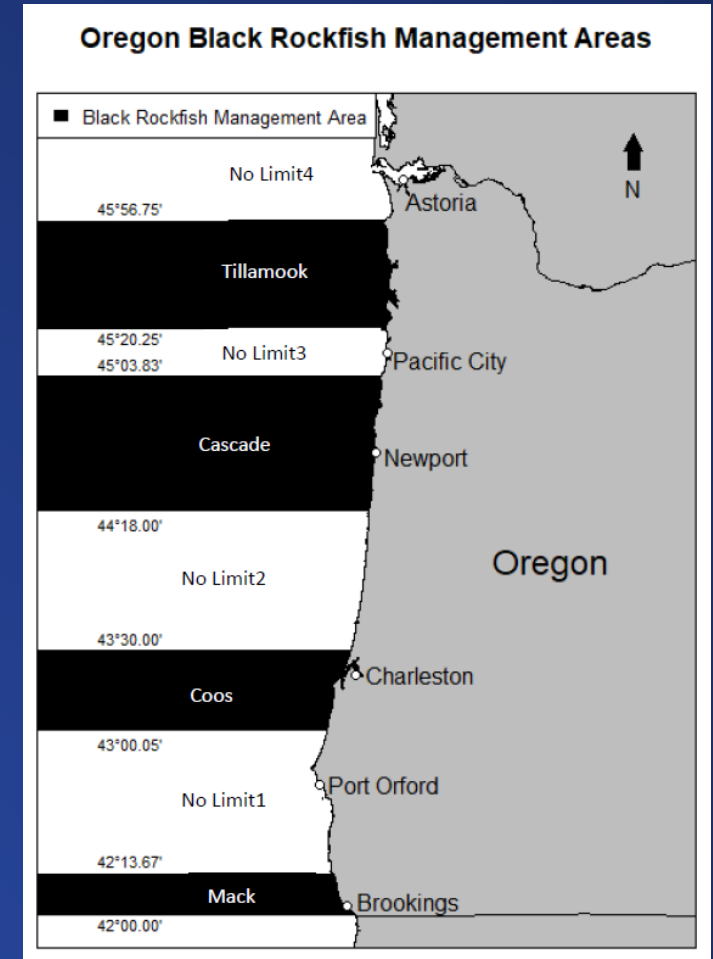 Oregon Black Rockfish Management Areas
Black Rockfish Management Area
No Limit4
N
Astoria
45°56.75'
Tillamook
45°20.25'
No Limit3
45°03.83'
Pacific City
Cascade
Newport
44°18.00'
Oregon
No Limit2
43°30.00'
Charleston
Coos
43°00.05'
Port Orford
No Limit1
42°13.67'
Mack
Brookings
42°00.00'